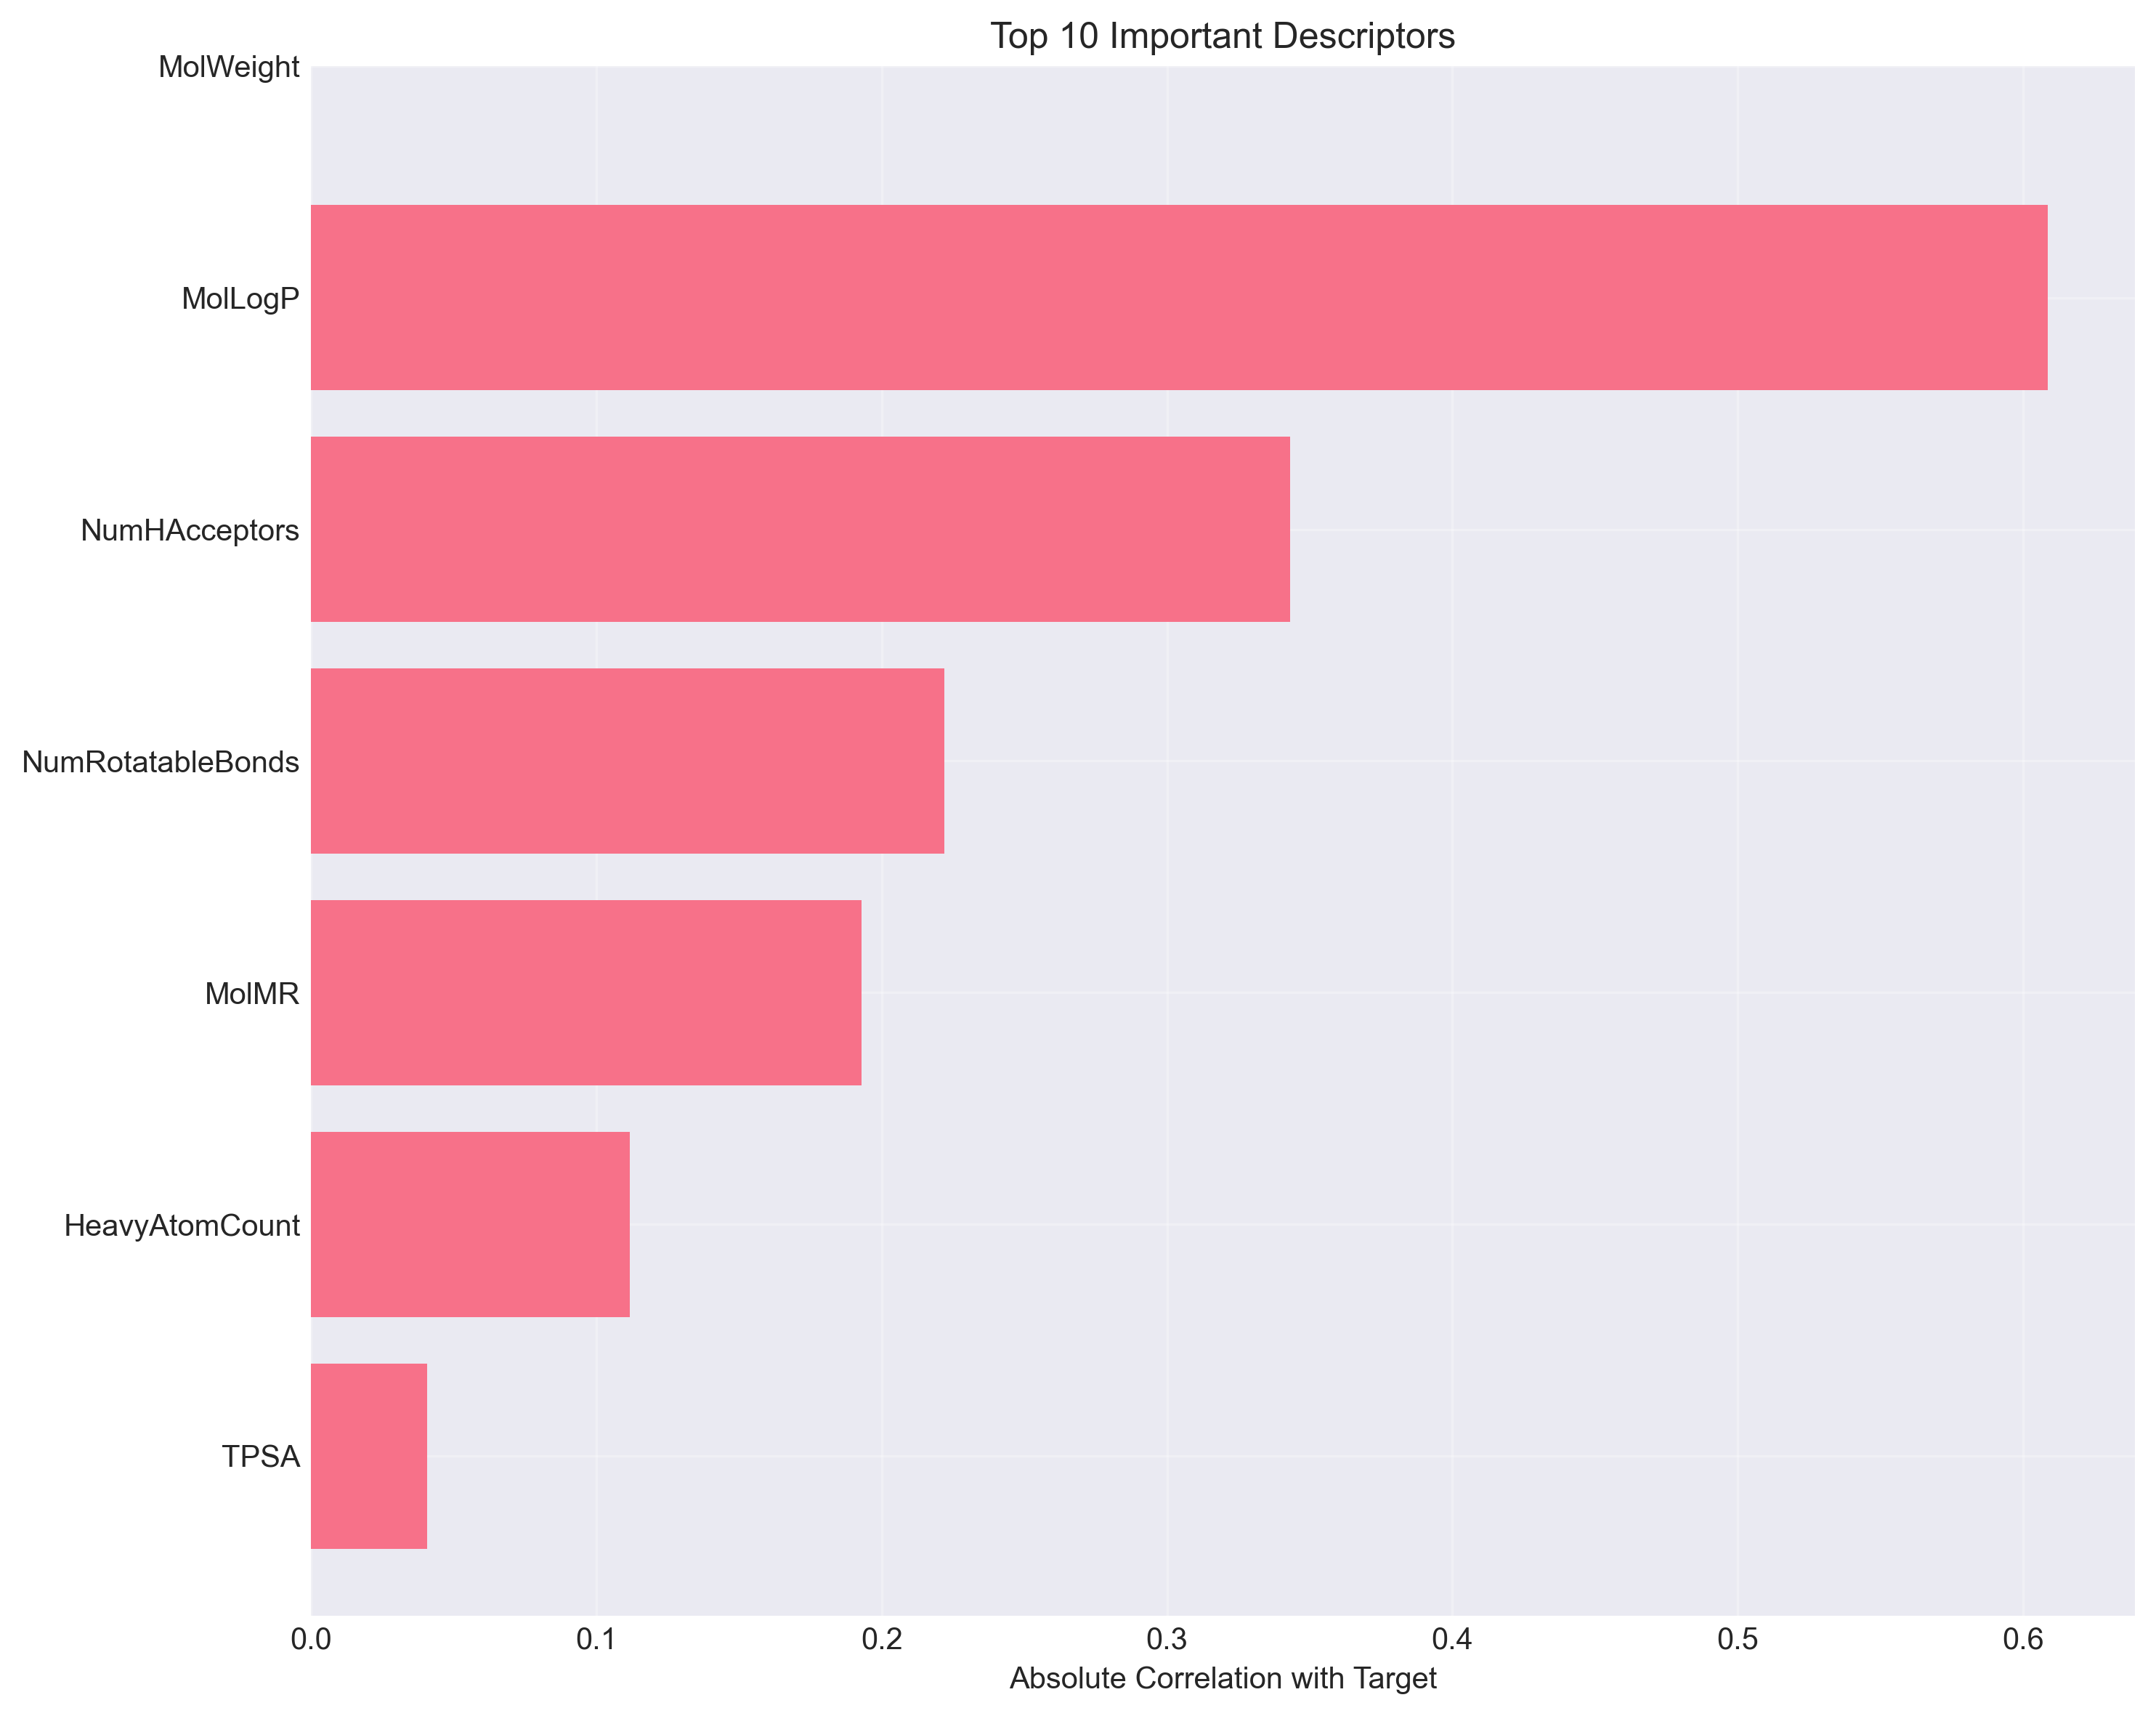 Top 10 Important Descriptors
MolWeight
MolLogP
NumHAcceptors
NumRotatableBonds
MolMR
HeavyAtomCount
TPSA
0.0 0.1 0.2 0.3 0.4 0.5 0.6
Absolute Correlation with Target